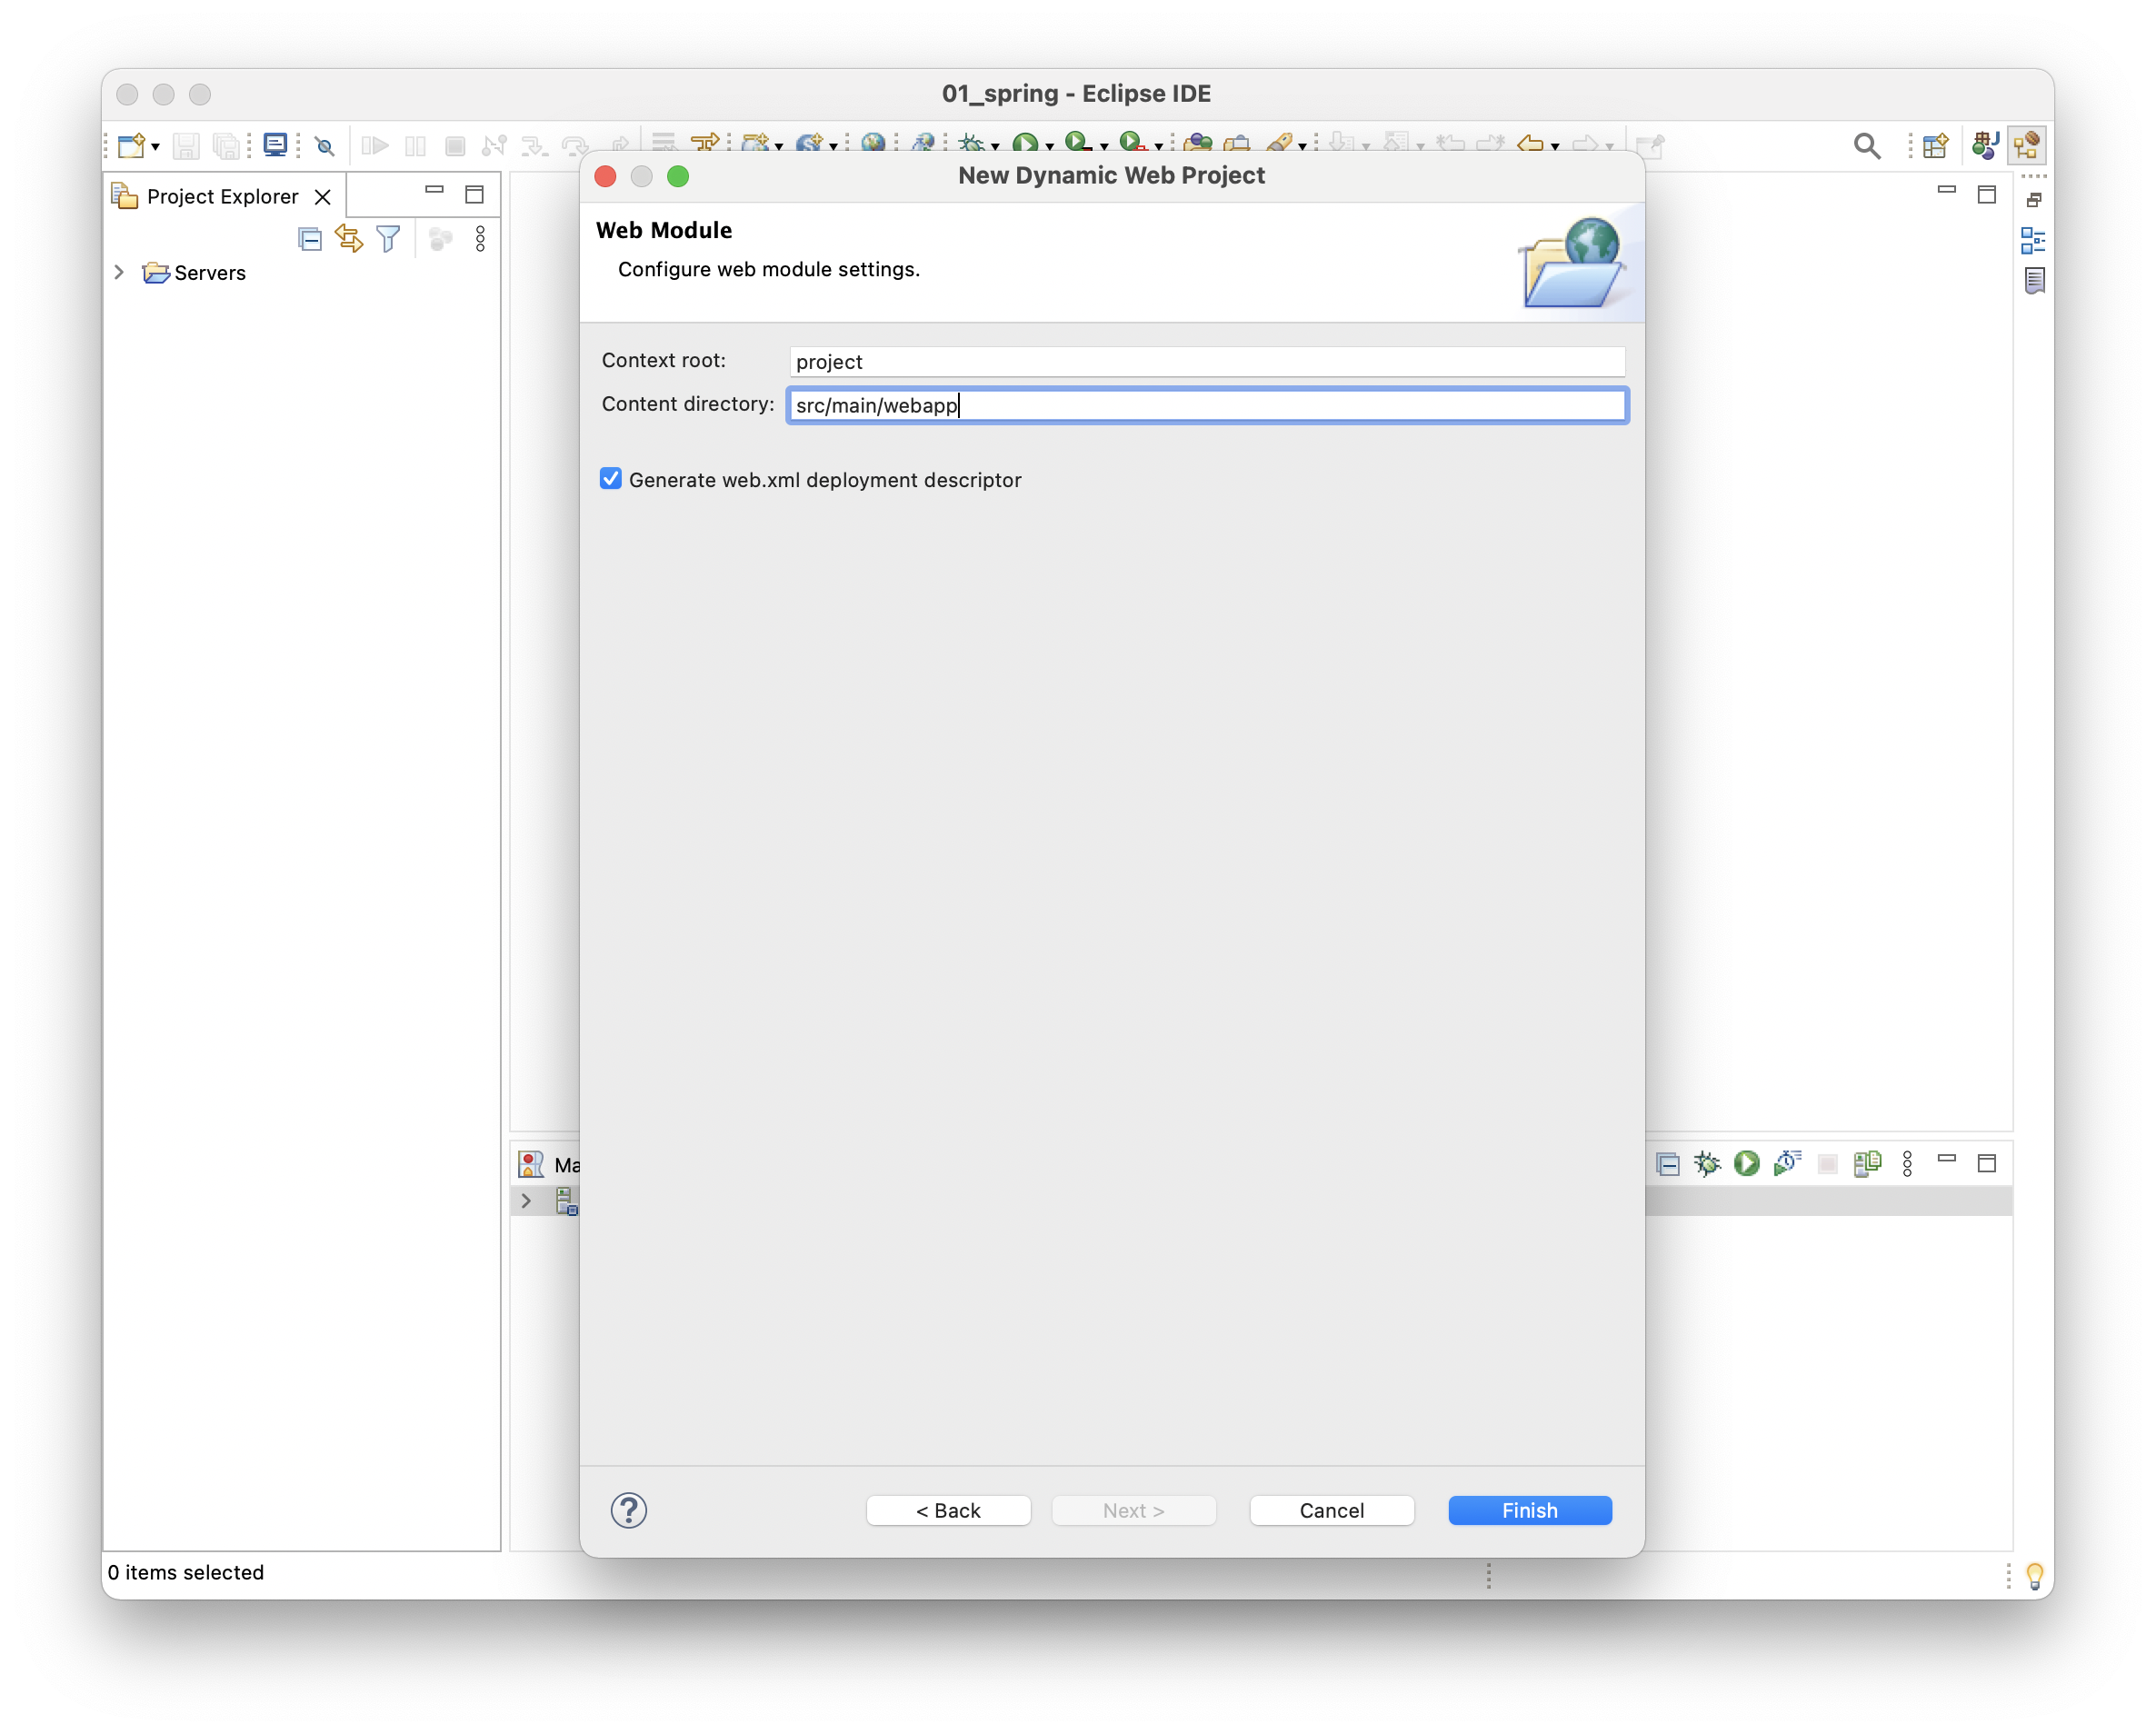 01_spring - Eclipse IDE
New Dynamic Web Project
Project Explorer
Servers
Web Module
Configure web module settings.
Context root: project
Content directory: src/main/webapp
Generate web.xml deployment descriptor
Ma
? < Back Next > Cancel Finish
0 items selected